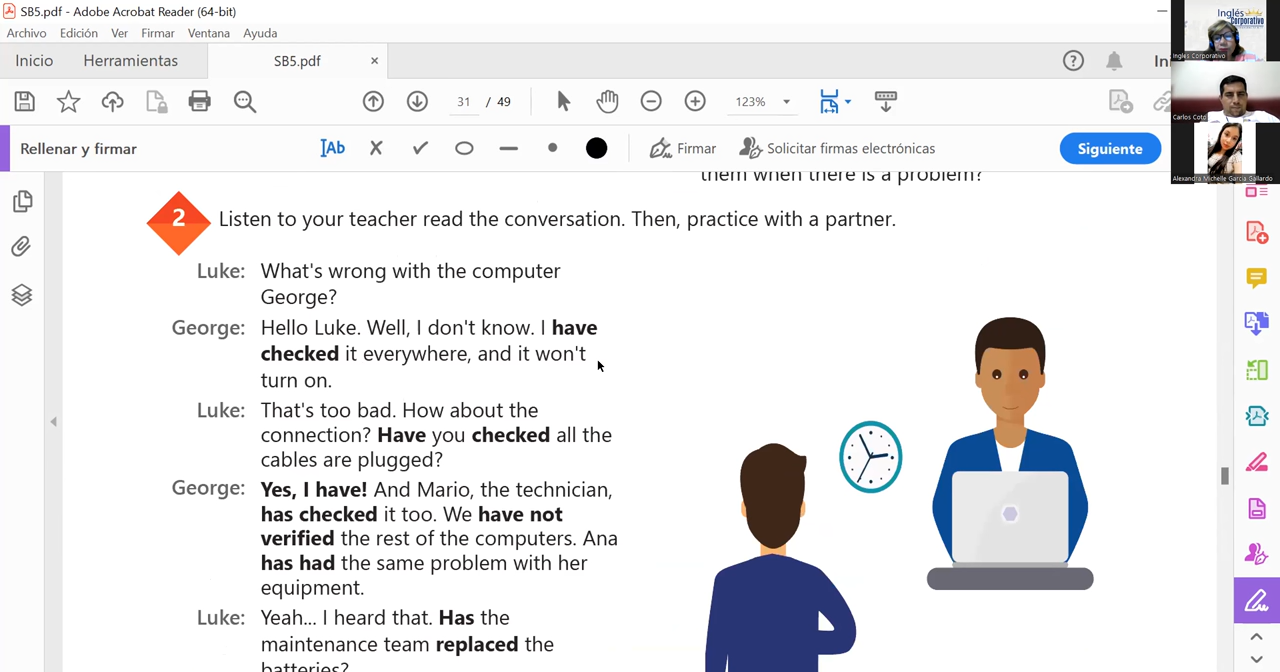 SB5.pdf - Adobe Acrobat Reader (64-bit)
Archivo Edición Ver Firmar Ventana Ayuda
Inicio Herramientas SB5.pdf × ? In
31 / 49 123%
Rellenar y firmar Ab Firmar Solicitar firmas electrónicas Siguiente
Inglés
Corporativo
Ingles Corporativo
Carlos Coto
Alexandra Michelle Garcia Gallardo
them when there is a problem?
2 Listen to your teacher read the conversation. Then, practice with a partner.
Luke: What's wrong with the computer
George?
George: Hello Luke. Well, I don't know. I have
checked it everywhere, and it won't
turn on.
Luke: That's too bad. How about the
connection? Have you checked all the
cables are plugged?
George: Yes, I have! And Mario, the technician,
has checked it too. We have not
verified the rest of the computers. Ana
has had the same problem with her
equipment.
Luke: Yeah... I heard that. Has the
maintenance team replaced the
batteries?